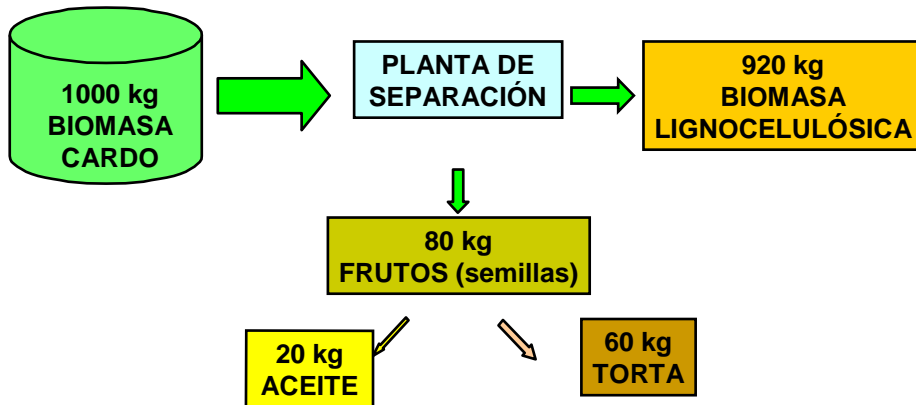 1000 kg
BIOMASA
CARDO
PLANTA DE
SEPARACIÓN
920 kg
BIOMASA
LIGNOCELULÓSICA
80 kg
FRUTOS (semillas)
20 kg
ACEITE
60 kg
TORTA